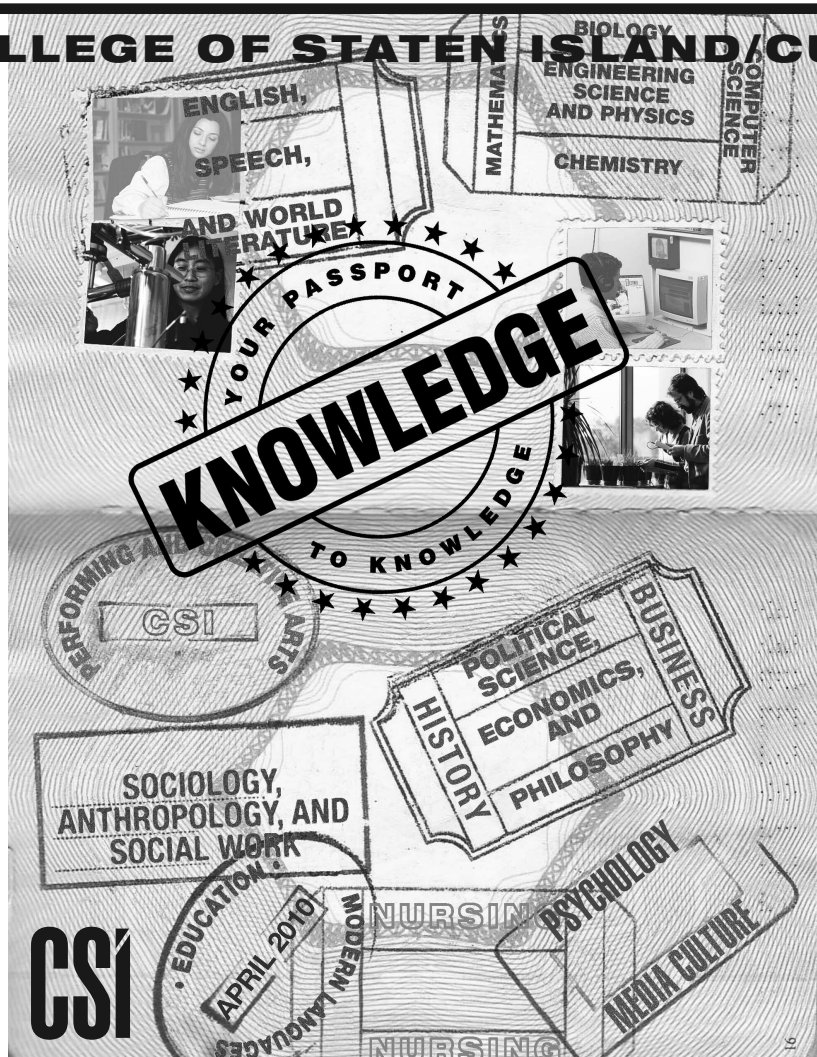 LLEGE OF STATEN ISLAND/CU
ENGLISH,
SPEECH,
AND WORLD
LITERATURE
MATHEMATICS
BIOLOGY
ENGINEERING
SCIENCE
AND PHYSICS
CHEMISTRY
COMPUTER
SCIENCE
YOUR PASSPORT
KNOWLEDGE
TO KNOWLEDGE
PERFORMING AND CREATIVE ARTS
CSI
HISTORY
POLITICAL
SCIENCE,
ECONOMICS,
AND
PHILOSOPHY
BUSINESS
SOCIOLOGY,
ANTHROPOLOGY, AND
SOCIAL WORK
• EDUCATION •
APRIL 2010
MODERN LANGUAGES
NURSING
NURSING
PSYCHOLOGY
MEDIA CULTURE
CSI
16